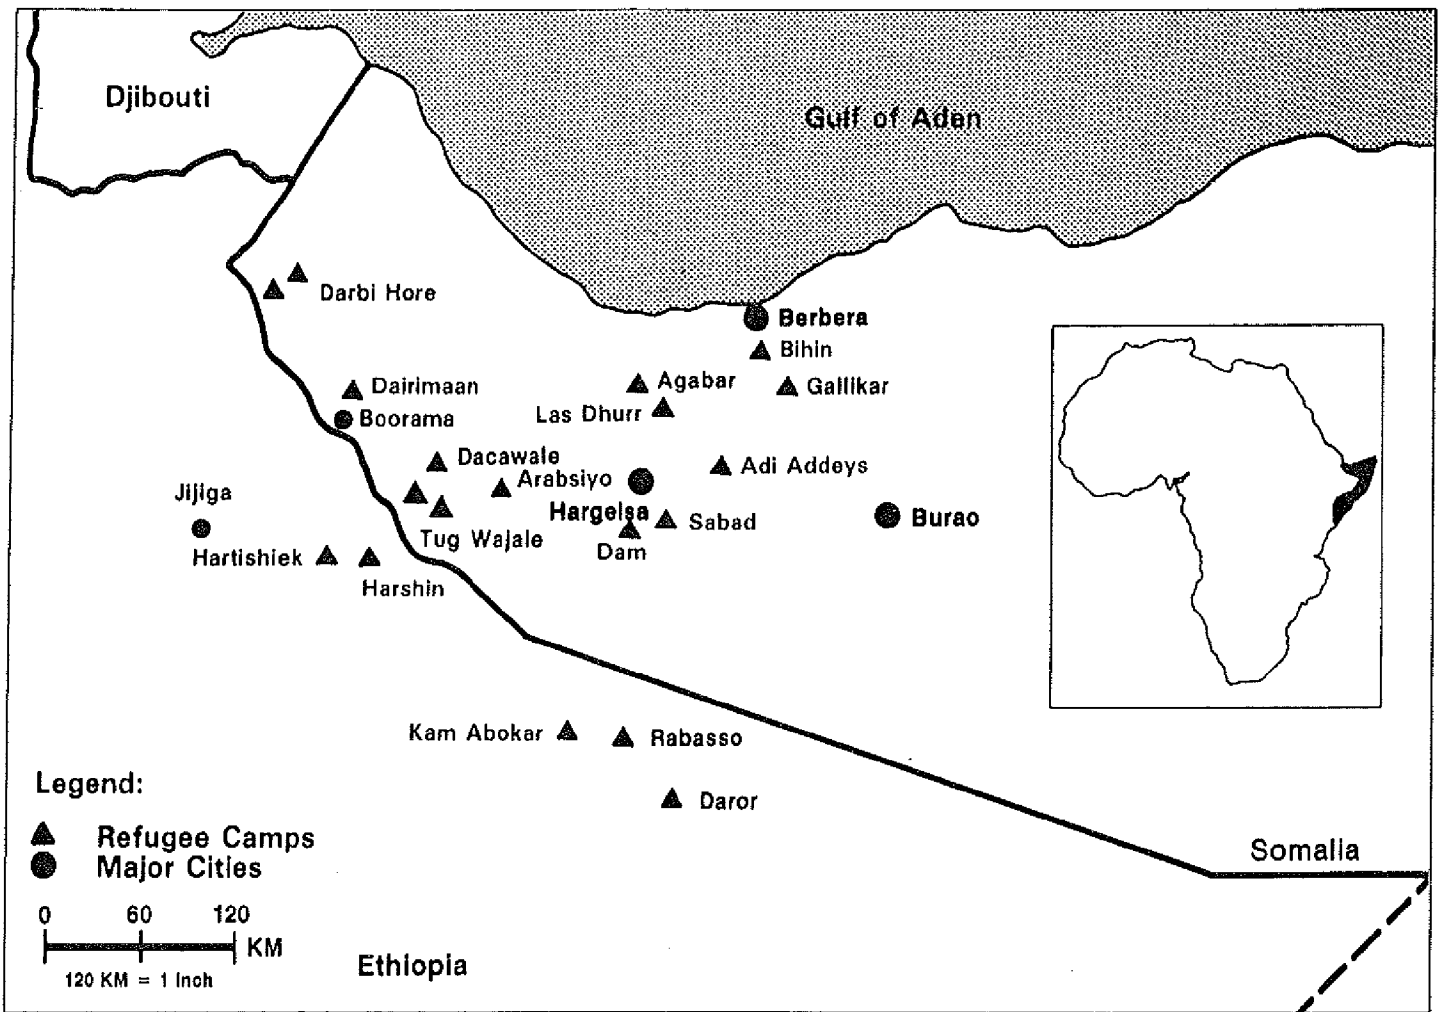 Djibouti
Gulf of Aden
Darbi Hore
Berbera
Bihin
Dairimaan
Agabar
Gallikar
Boorama
Las Dhurr
Dacawale
Adi Addeys
Arabsiyo
Jijiga
Hargeisa
Sabad
Burao
Tug Wajale
Dam
Hartishiek
Harshin
Kam Abokar
Rabasso
Daror
Legend:
Refugee Camps
Major Cities
Somalia
0 60 120
KM
120 KM = 1 Inch
Ethiopia